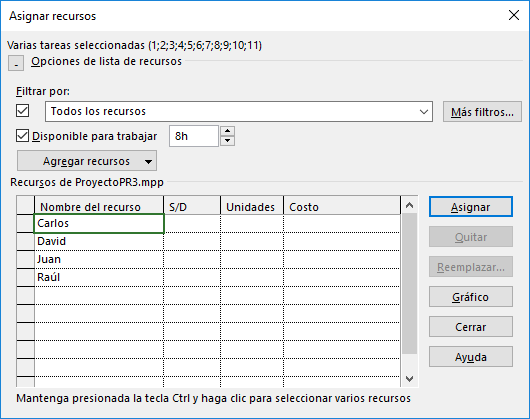 Asignar recursos
Varias tareas seleccionadas (1;2;3;4;5;6;7;8;9;10;11)
- Opciones de lista de recursos
Filtrar por:
Todos los recursos Más filtros...
Disponible para trabajar 8h
Agregar recursos
Recursos de ProyectoPR3.mpp
Nombre del recurso S/D Unidades Costo Asignar
Carlos
David Quitar
Juan Reemplazar...
Raúl
Gráfico
Cerrar
Ayuda
Mantenga presionada la tecla Ctrl y haga clic para seleccionar varios recursos